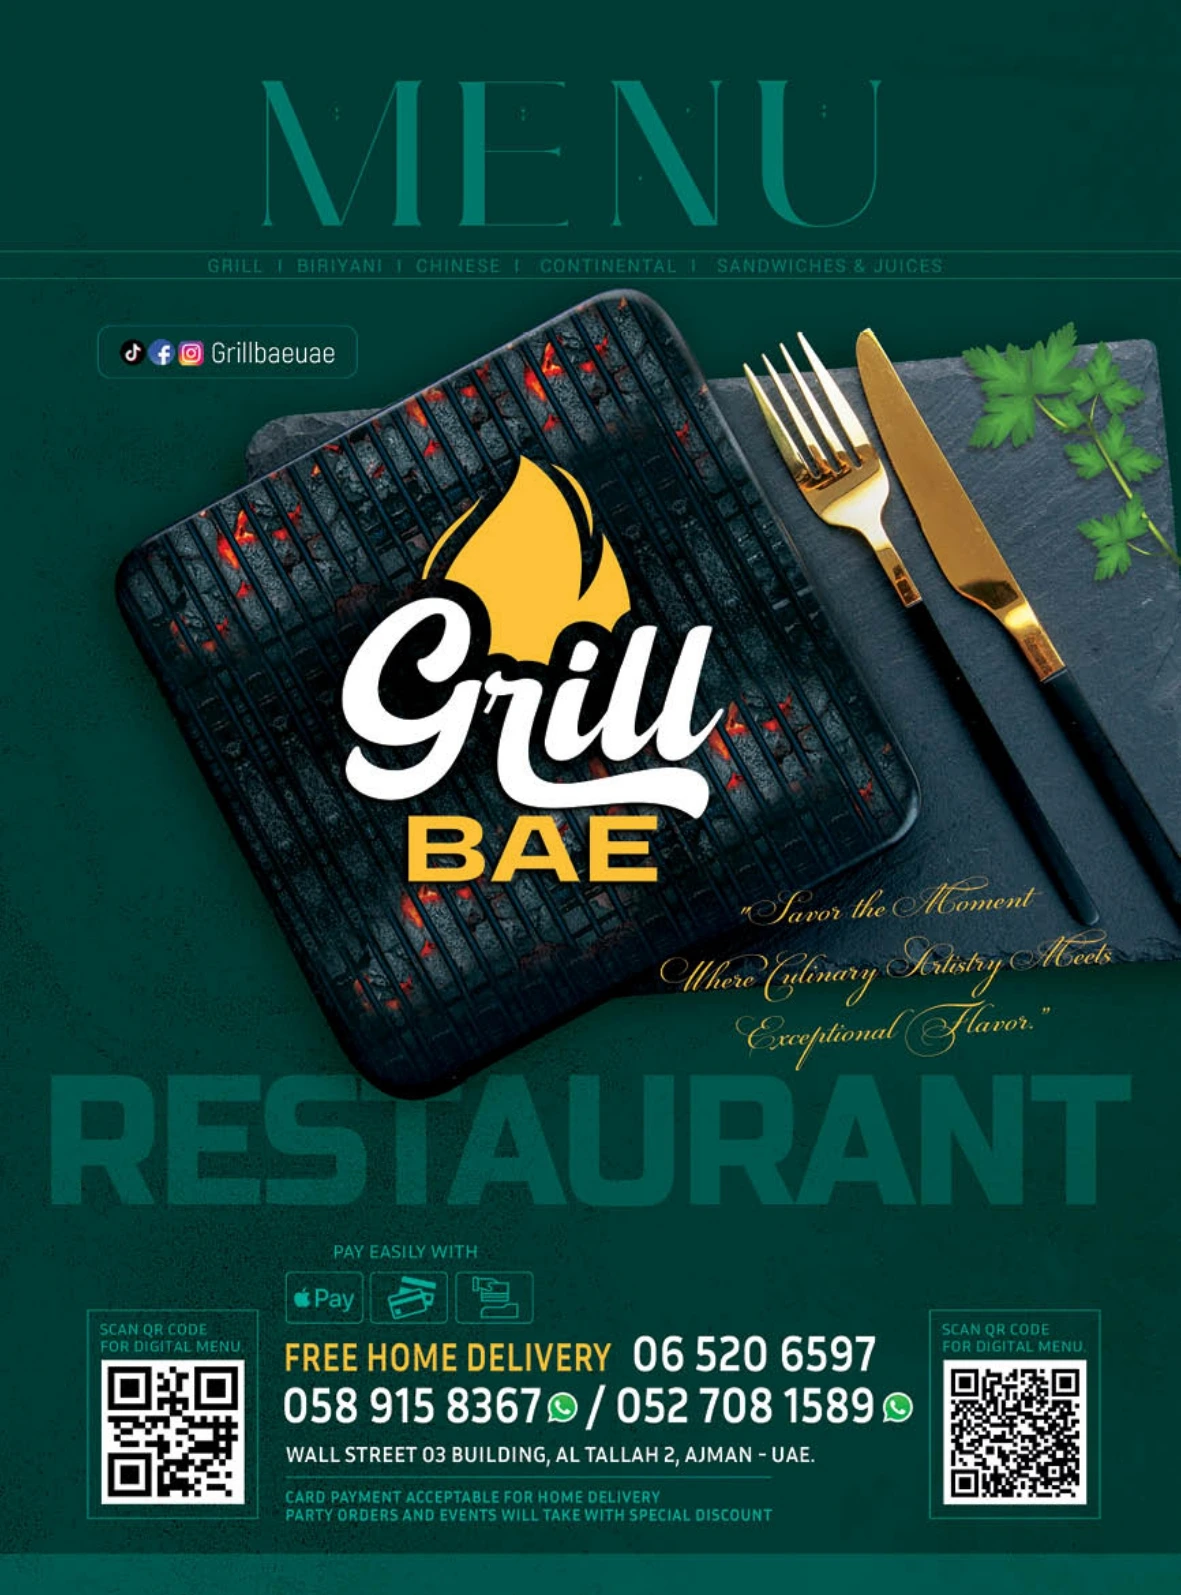 MENU
GRILL | BIRIYANI | CHINESE | CONTINENTAL | SANDWICHES & JUICES
Grillbaeuae
Grill
BAE
"Savor the Moment
Where Culinary Artistry Meets
Exceptional Flavor."
RESTAURANT
PAY EASILY WITH
Pay
SCAN QR CODE
FOR DIGITAL MENU.
FREE HOME DELIVERY 06 520 6597
058 915 8367 / 052 708 1589
WALL STREET 03 BUILDING, AL TALLAH 2, AJMAN - UAE.
CARD PAYMENT ACCEPTABLE FOR HOME DELIVERY
PARTY ORDERS AND EVENTS WILL TAKE WITH SPECIAL DISCOUNT
SCAN QR CODE
FOR DIGITAL MENU.